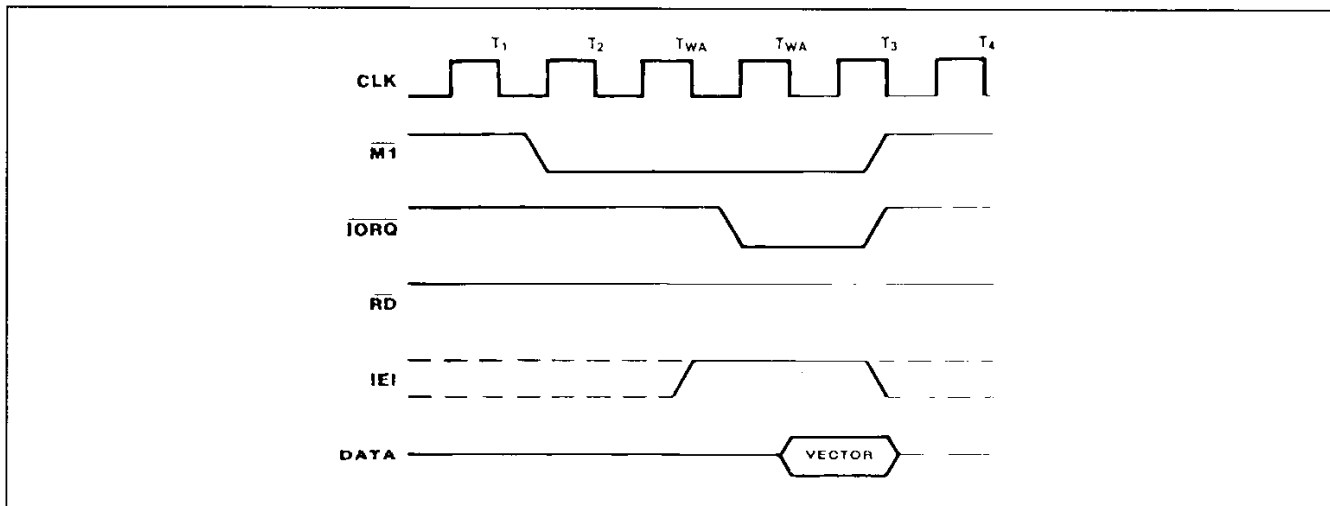 T1 T2 TWA TWA T3 T4
CLK
M1
IORQ
RD
IEI
DATA VECTOR